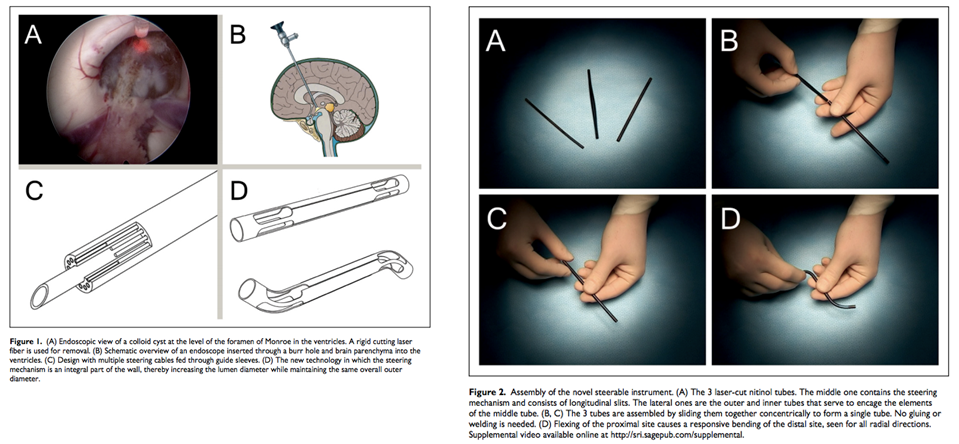 A
B
C
D
Figure 1. (A) Endoscopic view of a colloid cyst at the level of the foramen of Monroe in the ventricles. A rigid cutting laser
fiber is used for removal. (B) Schematic overview of an endoscope inserted through a burr hole and brain parenchyma into the
ventricles. (C) Design with multiple steering cables fed through guide sleeves. (D) The new technology in which the steering
mechanism is an integral part of the wall, thereby increasing the lumen diameter while maintaining the same overall outer
diameter.
A
B
C
D
Figure 2. Assembly of the novel steerable instrument. (A) The 3 laser-cut nitinol tubes. The middle one contains the steering
mechanism and consists of longitudinal slits. The lateral ones are the outer and inner tubes that serve to encage the elements
of the middle tube. (B, C) The 3 tubes are assembled by sliding them together concentrically to form a single tube. No gluing or
welding is needed. (D) Flexing of the proximal site causes a responsive bending of the distal site, seen for all radial directions.
Supplemental video available online at http://sri.sagepub.com/supplemental.